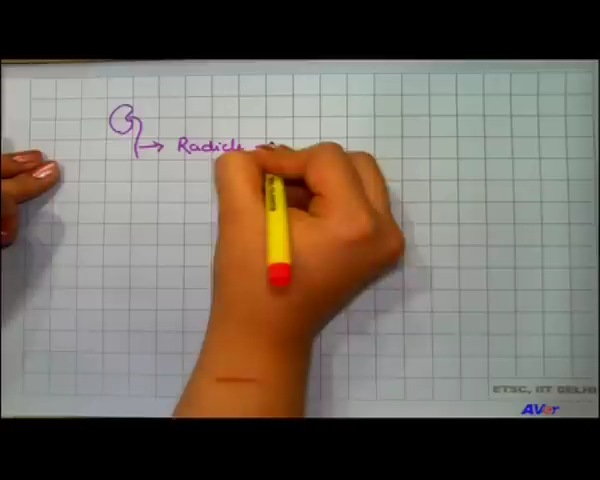 → Radicle →
ETSC, IIT DELHI
AVer